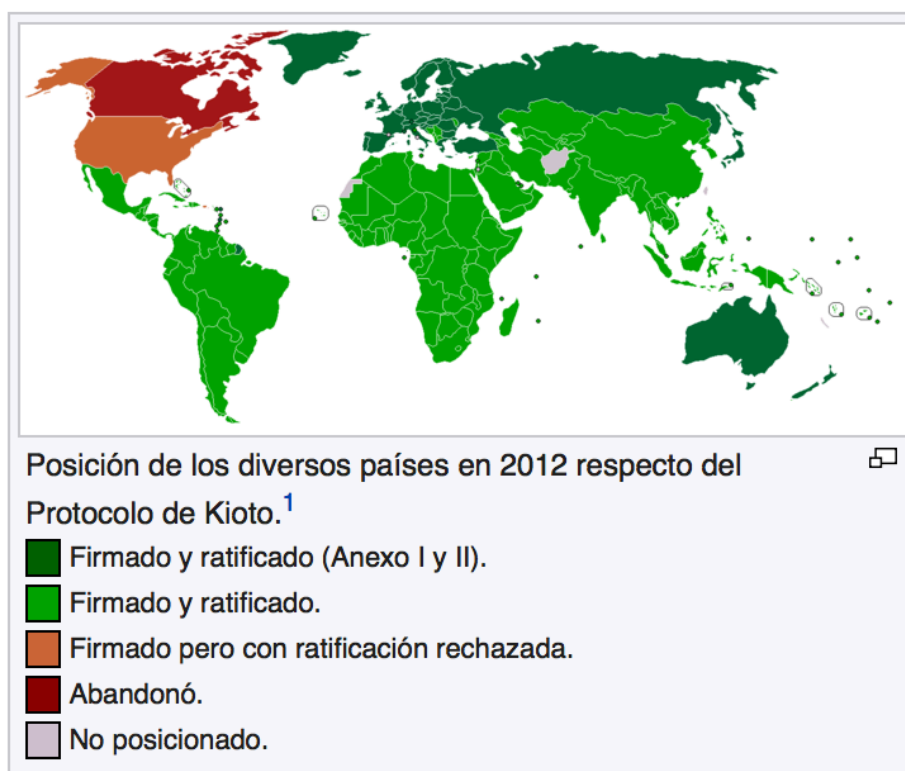 Posición de los diversos países en 2012 respecto del
Protocolo de Kioto.1
Firmado y ratificado (Anexo I y II).
Firmado y ratificado.
Firmado pero con ratificación rechazada.
Abandonó.
No posicionado.